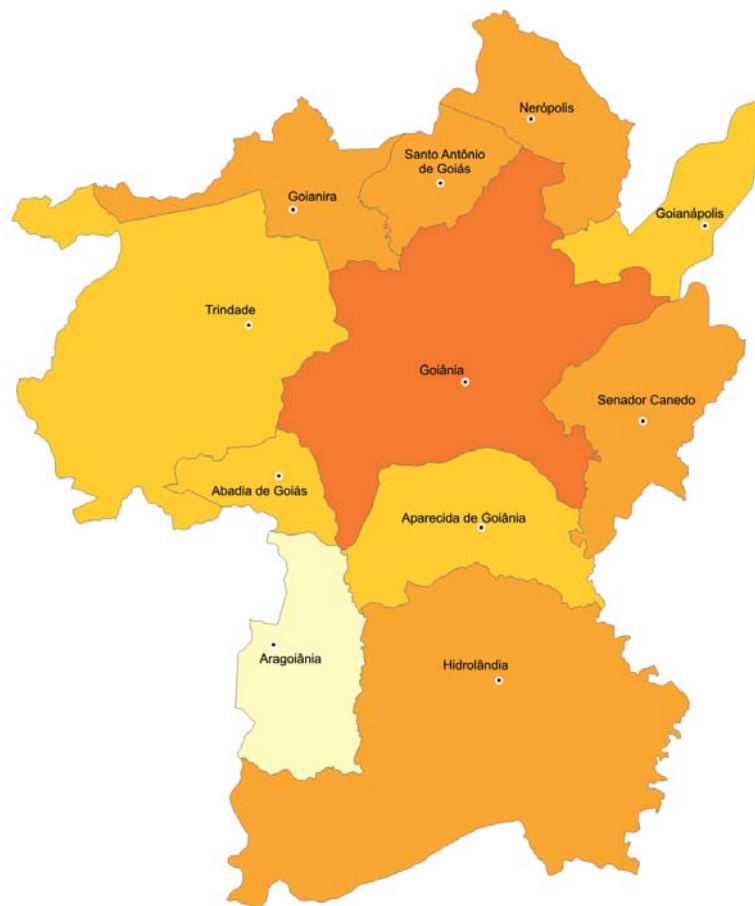 Nerópolis
Santo Antônio
de Goiás
Goianira
Goianápolis
Trindade
Goiânia
Senador Canedo
Abadia de Goiás
Aparecida de Goiânia
Aragoiânia
Hidrolândia